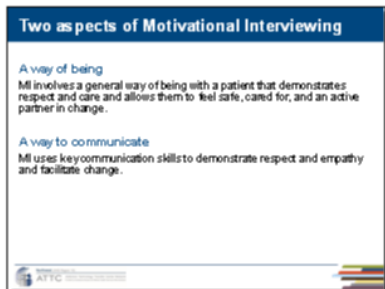 Two aspects of Motivational Interviewing
A way of being
MI involves a general way of being with a patient that demonstrates
respect and care and allows them to feel safe, cared for, and an active
partner in change.
A way to communicate
MI uses key communication skills to demonstrate respect and empathy
and facilitate change.
ATTC